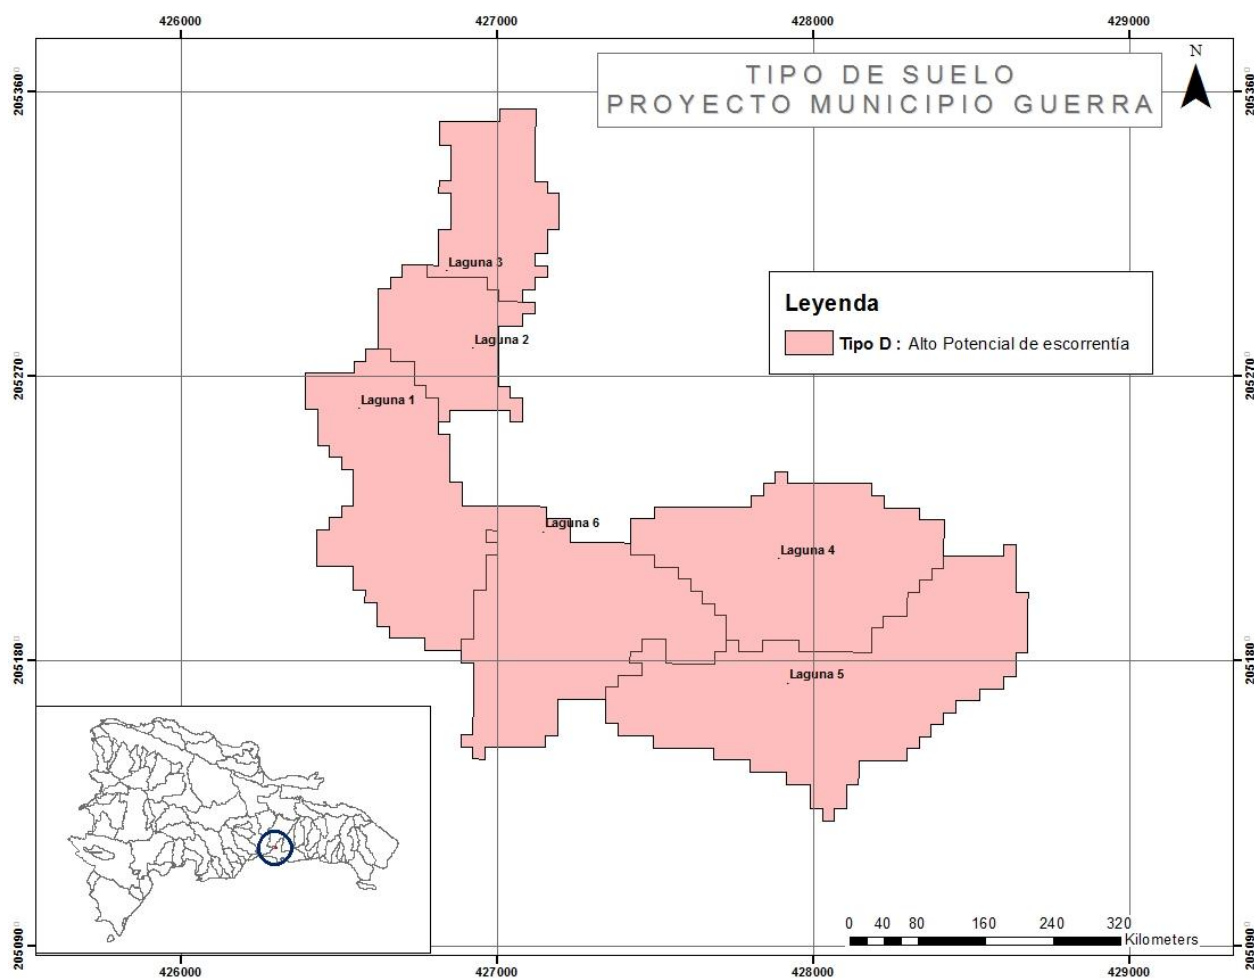 426000 427000 428000 429000
TIPO DE SUELO
PROYECTO MUNICIPIO GUERRA
N
205360 205360
Laguna 3
Leyenda
Tipo D : Alto Potencial de escorrentía
Laguna 2
205270 205270
Laguna 1
Laguna 6
Laguna 4
205180 205180
Laguna 5
0 40 80 160 240 320
Kilometers
205090 205090
426000 427000 428000 429000